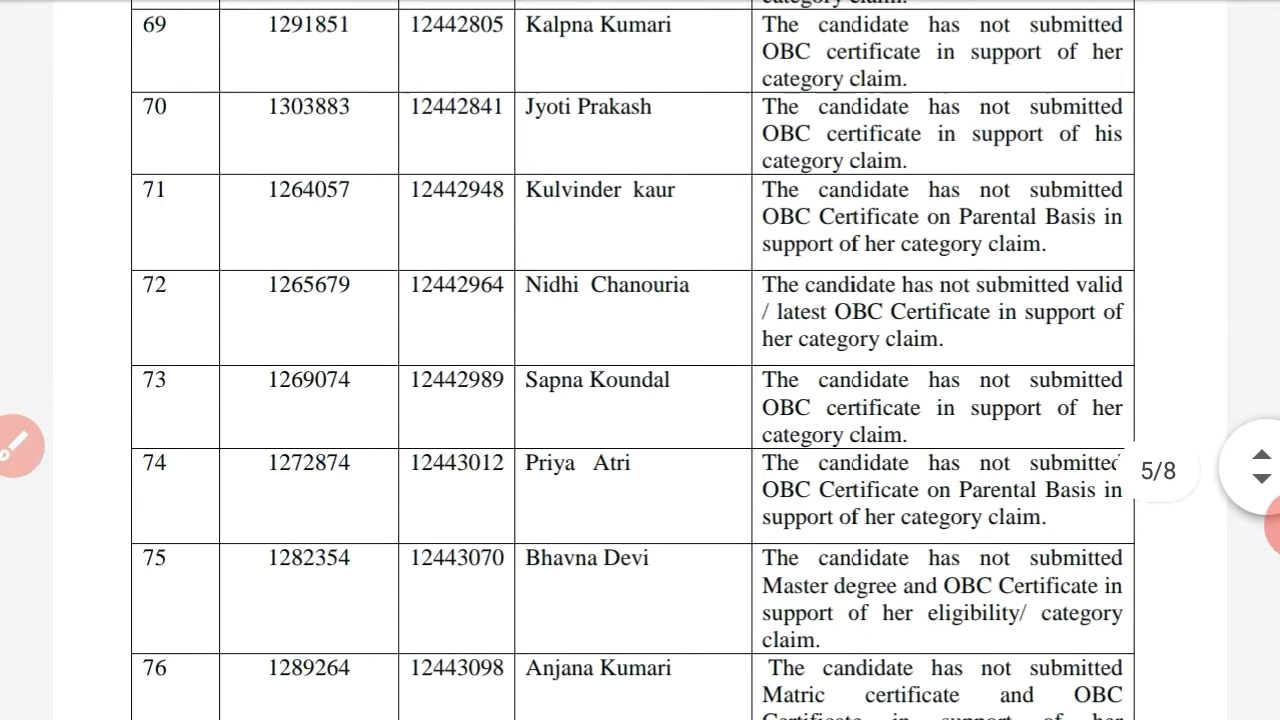 category claim.
69 1291851 12442805 Kalpna Kumari The candidate has not submitted
OBC certificate in support of her
category claim.
70 1303883 12442841 Jyoti Prakash The candidate has not submitted
OBC certificate in support of his
category claim.
71 1264057 12442948 Kulvinder kaur The candidate has not submitted
OBC Certificate on Parental Basis in
support of her category claim.
72 1265679 12442964 Nidhi Chanouria The candidate has not submitted valid
/ latest OBC Certificate in support of
her category claim.
73 1269074 12442989 Sapna Koundal The candidate has not submitted
OBC certificate in support of her
category claim.
74 1272874 12443012 Priya Atri The candidate has not submitted
OBC Certificate on Parental Basis in
support of her category claim.
5/8
75 1282354 12443070 Bhavna Devi The candidate has not submitted
Master degree and OBC Certificate in
support of her eligibility/ category
claim.
76 1289264 12443098 Anjana Kumari The candidate has not submitted
Matric certificate and OBC
Certificate in support of her